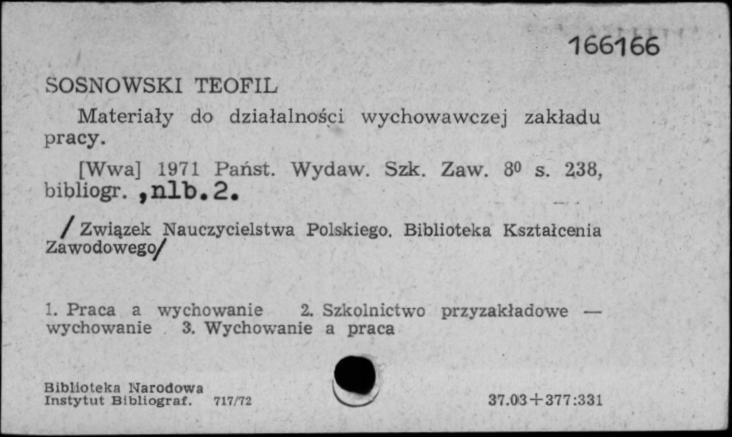 166166
SOSNOWSKI TEOFIL
Materiały do działalności wychowawczej zakładu
pracy.
[Wwa] 1971 Państ. Wydaw. Szk. Zaw. 8⁰ s. 238,
bibliogr. ,nlb.2.
/ Związek Nauczycielstwa Polskiego. Biblioteka Kształcenia
Zawodowego/
1. Praca a wychowanie 2. Szkolnictwo przyzakładowe —
wychowanie 3. Wychowanie a praca
Biblioteka Narodowa
Instytut Bibliograf. 717/72 37.03+377:331